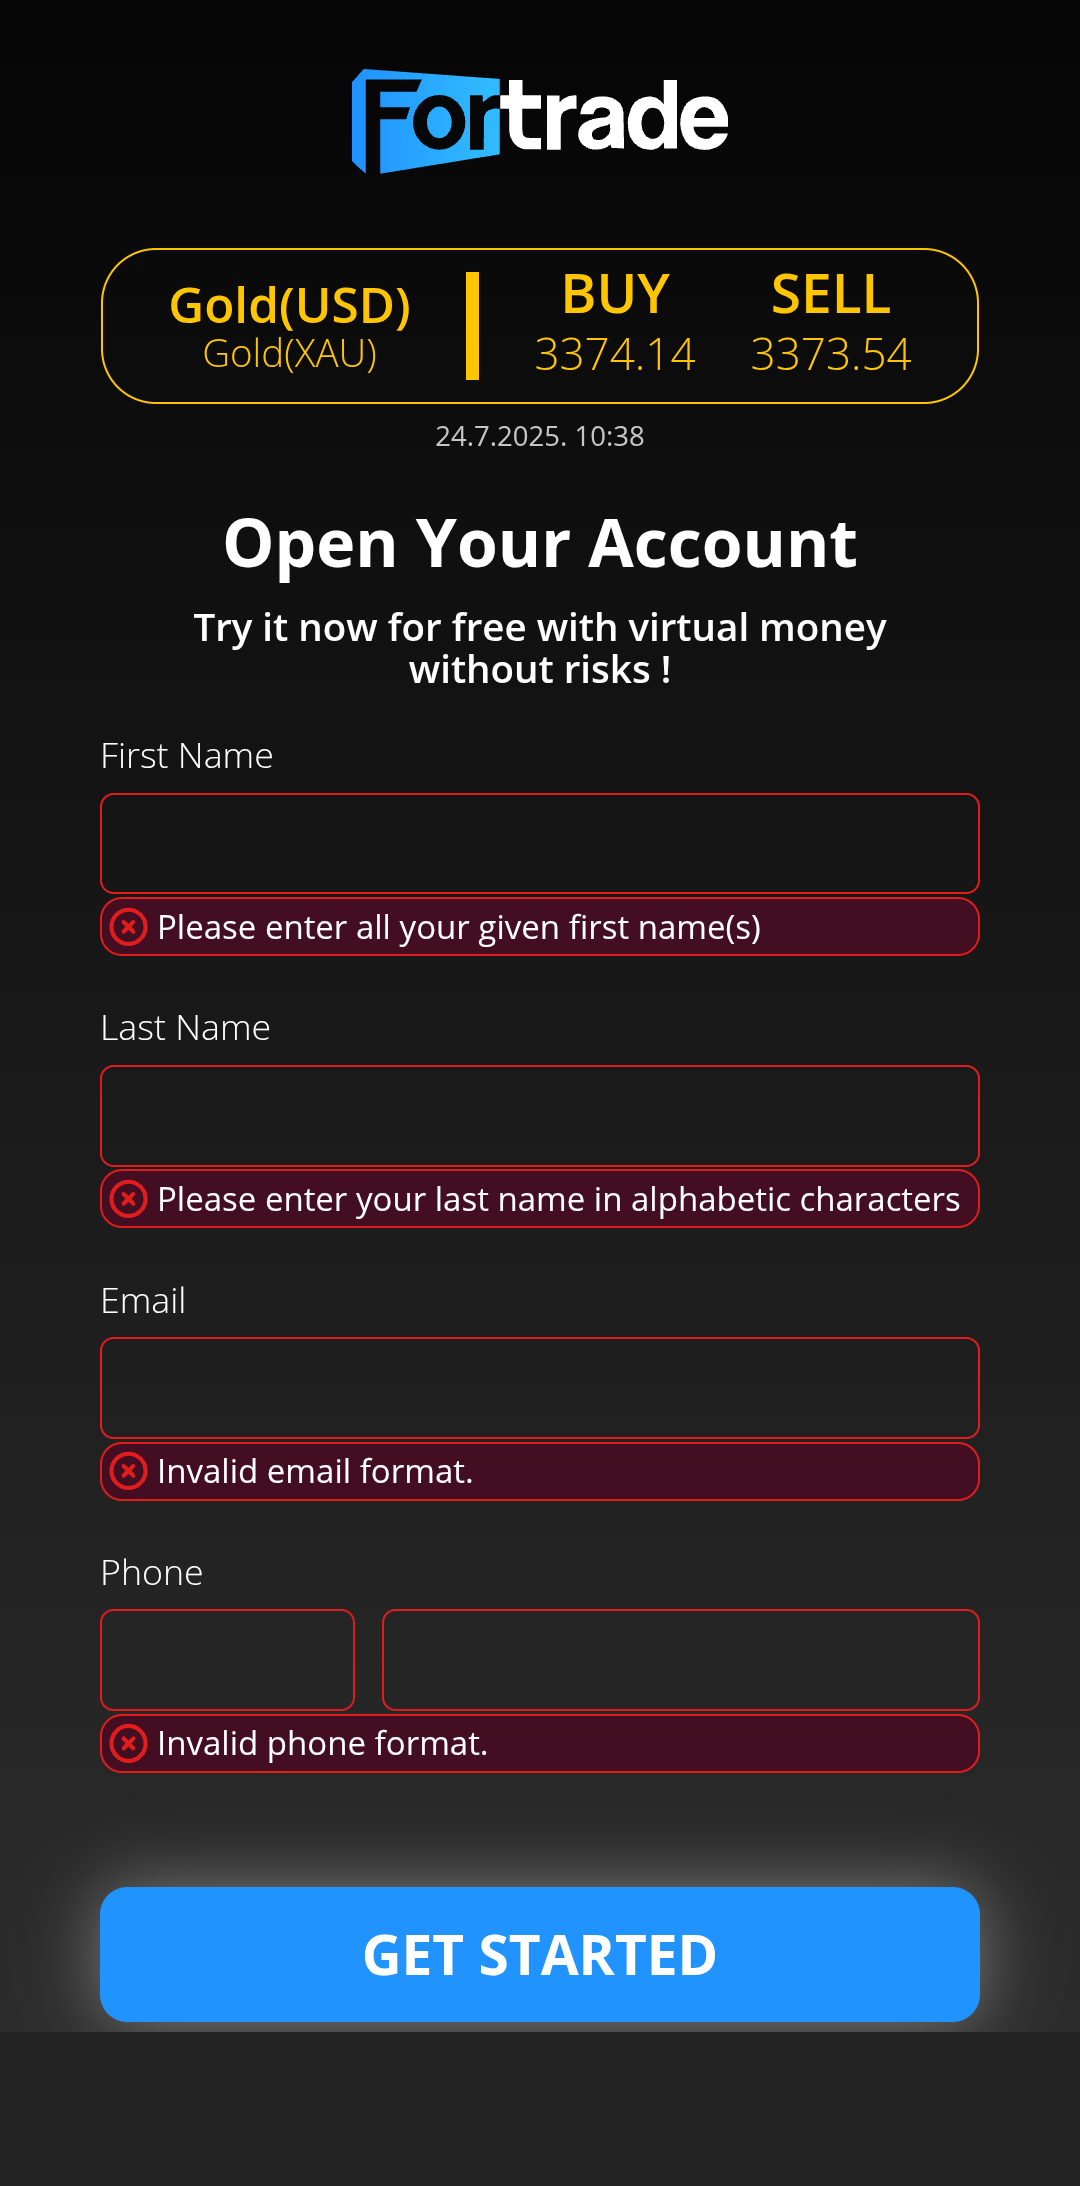 Fortrade
Gold(USD)
Gold(XAU)
BUY SELL
3374.14 3373.54
24.7.2025. 10:38
Open Your Account
Try it now for free with virtual money
without risks !
First Name
Please enter all your given first name(s)
Last Name
Please enter your last name in alphabetic characters
Email
Invalid email format.
Phone
Invalid phone format.
GET STARTED